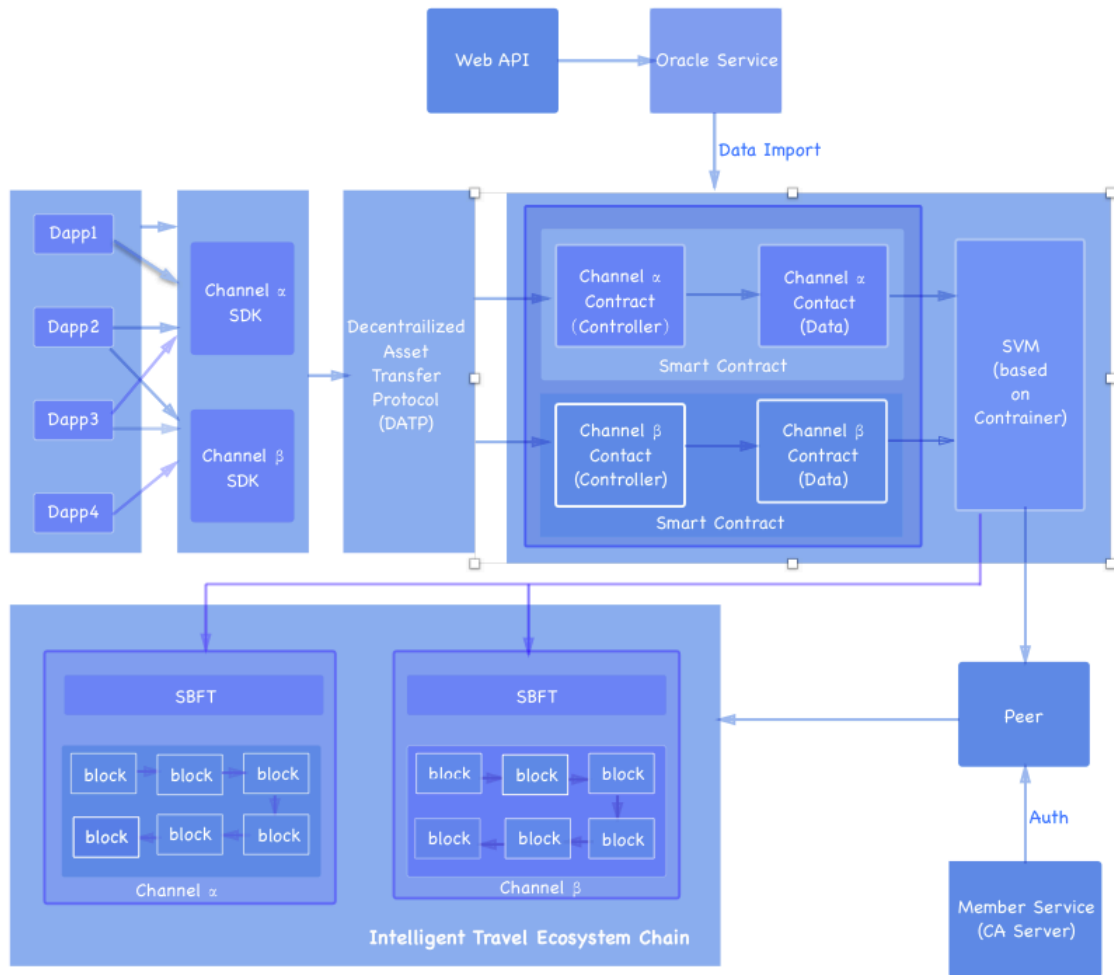 Web API
Oracle Service
Data Import
Dapp1
Dapp2
Dapp3
Dapp4
Channel α
SDK
Channel β
SDK
Decentrailized
Asset
Transfer
Protocol
(DATP)
Channel α
Contract
(Controller)
Channel α
Contact
(Data)
Smart Contract
Channel β
Contact
(Controller)
Channel β
Contract
(Data)
Smart Contract
SVM
(based
on
Contrainer)
SBFT
block
block
block
block
block
block
Channel α
SBFT
block
block
block
block
block
block
Channel β
Intelligent Travel Ecosystem Chain
Peer
Auth
Member Service
(CA Server)